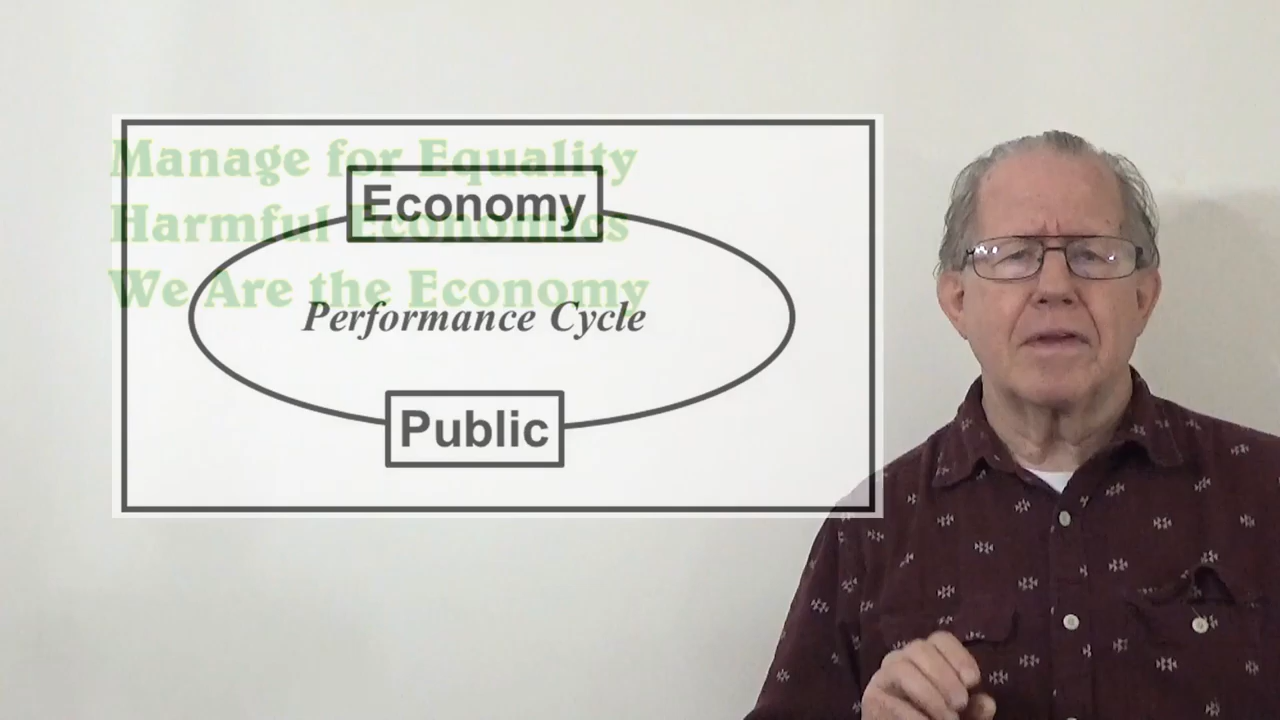 Manage for Equality
Economy
Harmful Economics
We Are the Economy
Performance Cycle
Public